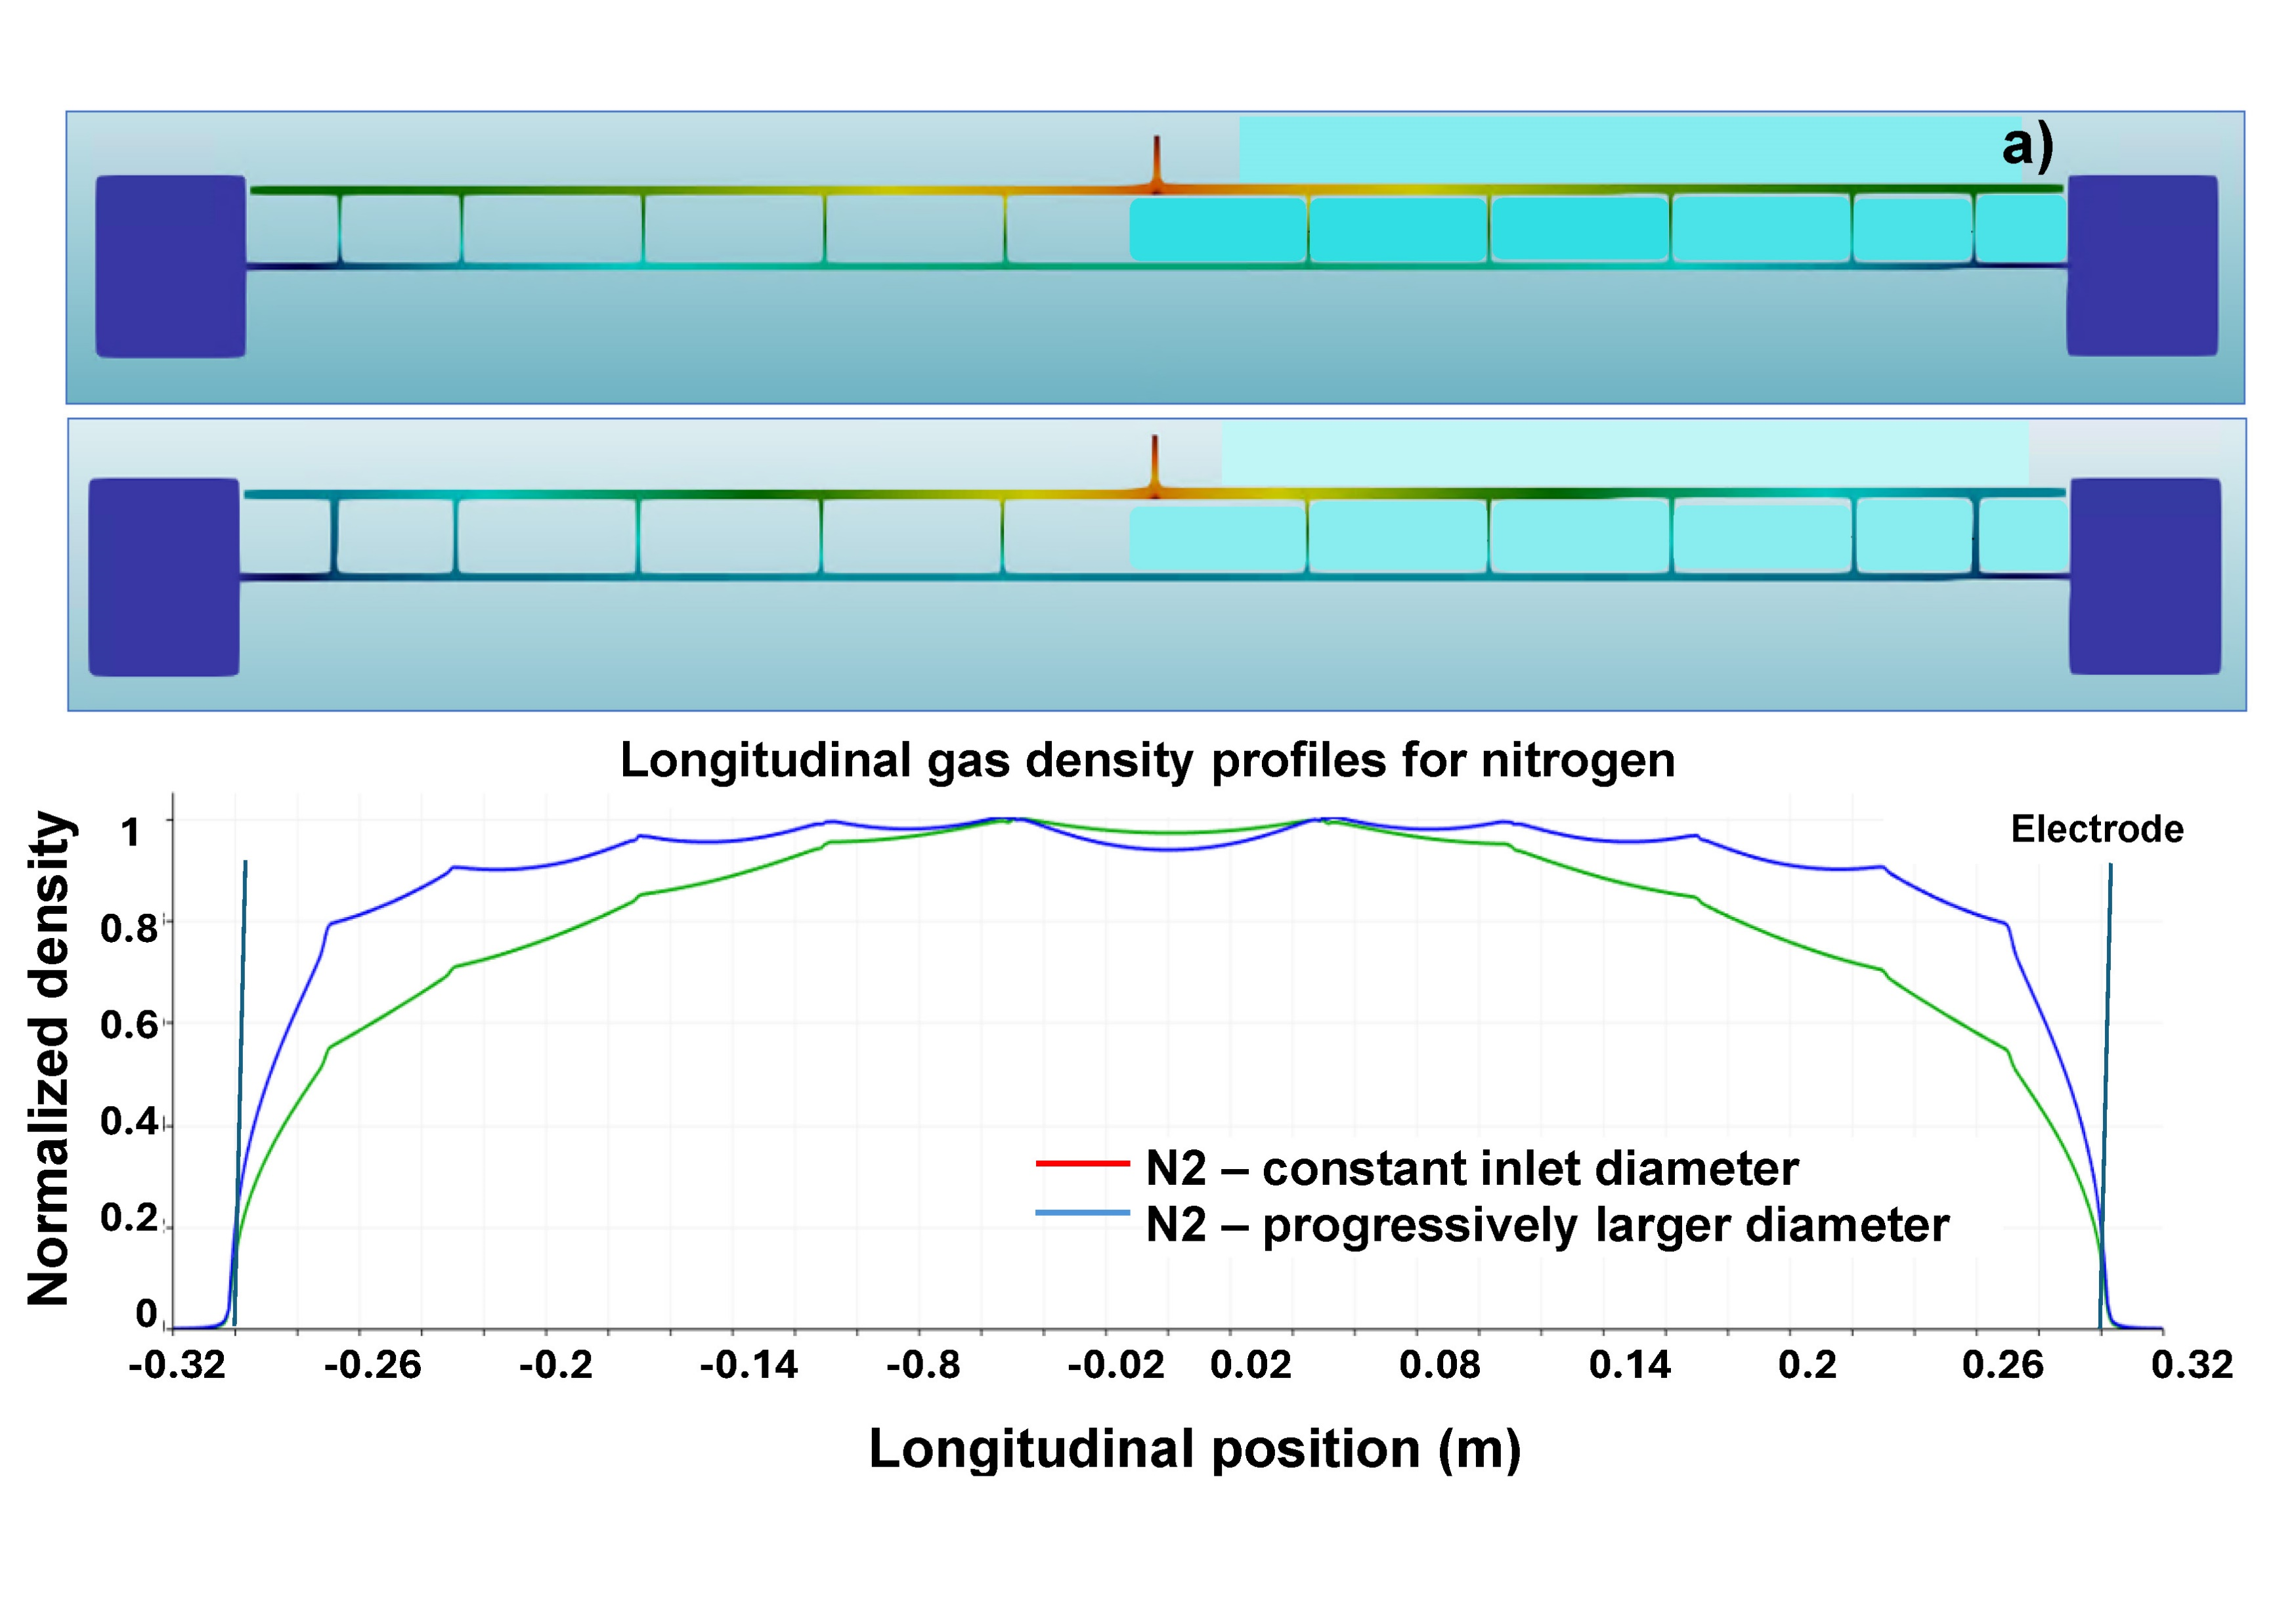 a)
Longitudinal gas density profiles for nitrogen
Normalized density
1
0.8
0.6
0.4
0.2
0
Electrode
N2 – constant inlet diameter
N2 – progressively larger diameter
-0.32 -0.26 -0.2 -0.14 -0.8 -0.02 0.02 0.08 0.14 0.2 0.26 0.32
Longitudinal position (m)